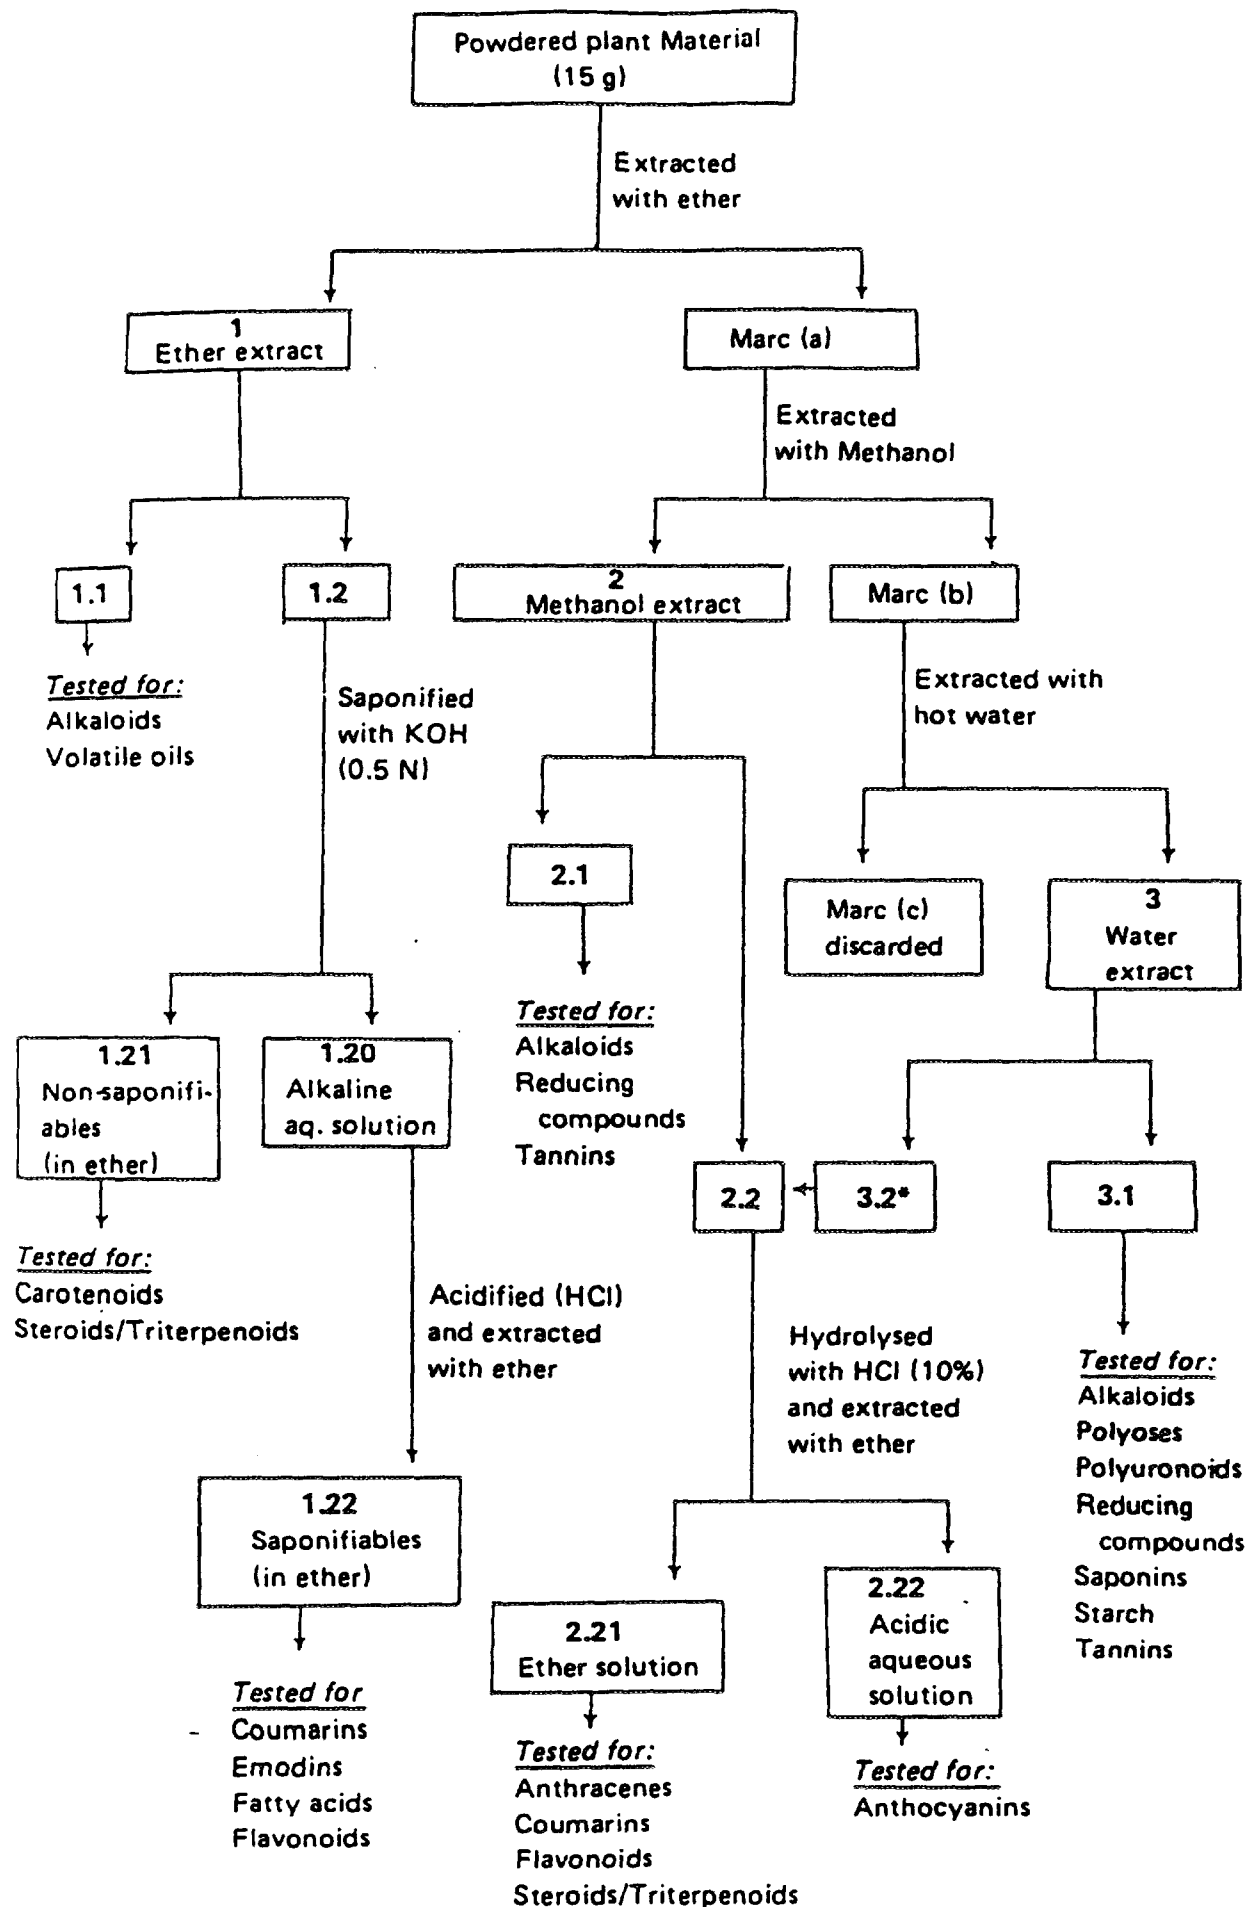 Powdered plant Material
(15 g)
Extracted
with ether
1
Ether extract
Marc (a)
Extracted
with Methanol
1.1
1.2
2
Methanol extract
Marc (b)
Tested for:
Alkaloids
Volatile oils
Saponified
with KOH
(0.5 N)
Extracted with
hot water
2.1
Marc (c)
discarded
3
Water
extract
Tested for:
Alkaloids
Reducing
compounds
Tannins
1.21
Non-saponifi-
ables
(in ether)
1.20
Alkaline
aq. solution
2.2
3.2*
3.1
Tested for:
Carotenoids
Steroids/Triterpenoids
Acidified (HCl)
and extracted
with ether
Hydrolysed
with HCl (10%)
and extracted
with ether
Tested for:
Alkaloids
Polyoses
Polyuronoids
Reducing
compounds
Saponins
Starch
Tannins
1.22
Saponifiables
(in ether)
2.21
Ether solution
2.22
Acidic
aqueous
solution
Tested for
Coumarins
Emodins
Fatty acids
Flavonoids
Tested for:
Anthracenes
Coumarins
Flavonoids
Steroids/Triterpenoids
Tested for:
Anthocyanins